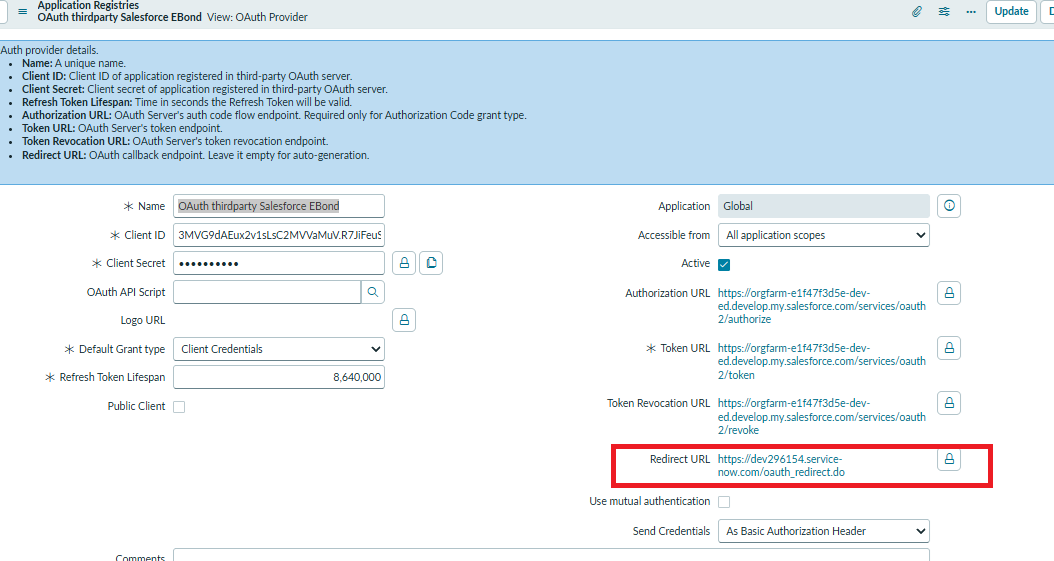 Application Registries
OAuth thirdparty Salesforce EBond View: OAuth Provider
Update
Auth provider details.
Name: A unique name.
Client ID: Client ID of application registered in third-party OAuth server.
Client Secret: Client secret of application registered in third-party OAuth server.
Refresh Token Lifespan: Time in seconds the Refresh Token will be valid.
Authorization URL: OAuth Server's auth code flow endpoint. Required only for Authorization Code grant type.
Token URL: OAuth Server's token endpoint.
Token Revocation URL: OAuth Server's token revocation endpoint.
Redirect URL: OAuth callback endpoint. Leave it empty for auto-generation.
Name OAuth thirdparty Salesforce EBond
Client ID 3MVG9dAEux2v1sLsC2MVVaMuV.R7JiFeuS
Client Secret ••••••••••
OAuth API Script
Logo URL
Default Grant type Client Credentials
Refresh Token Lifespan 8,640,000
Public Client
Application Global
Accessible from All application scopes
Active
Authorization URL https://orgfarm-e1f47f3d5e-dev-
ed.develop.my.salesforce.com/services/oauth
2/authorize
Token URL https://orgfarm-e1f47f3d5e-dev-
ed.develop.my.salesforce.com/services/oauth
2/token
Token Revocation URL https://orgfarm-e1f47f3d5e-dev-
ed.develop.my.salesforce.com/services/oauth
2/revoke
Redirect URL https://dev296154.service-
now.com/oauth_redirect.do
Use mutual authentication
Send Credentials As Basic Authorization Header
Comments